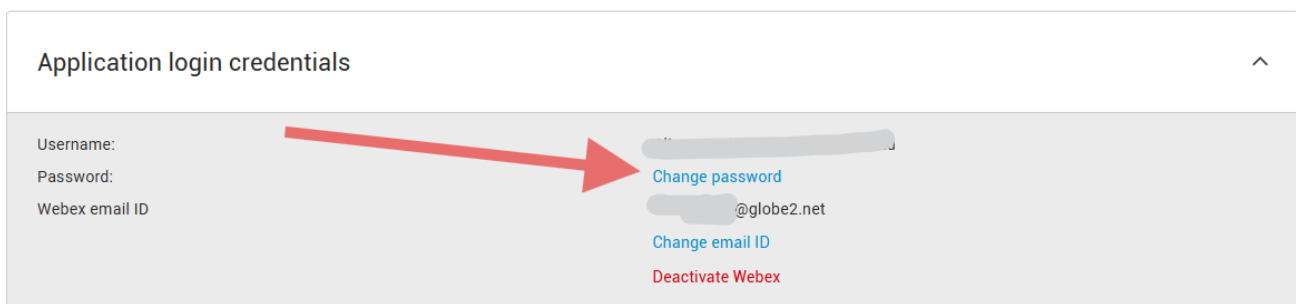 Application login credentials
Username:
Password: Change password
Webex email ID @globe2.net
Change email ID
Deactivate Webex